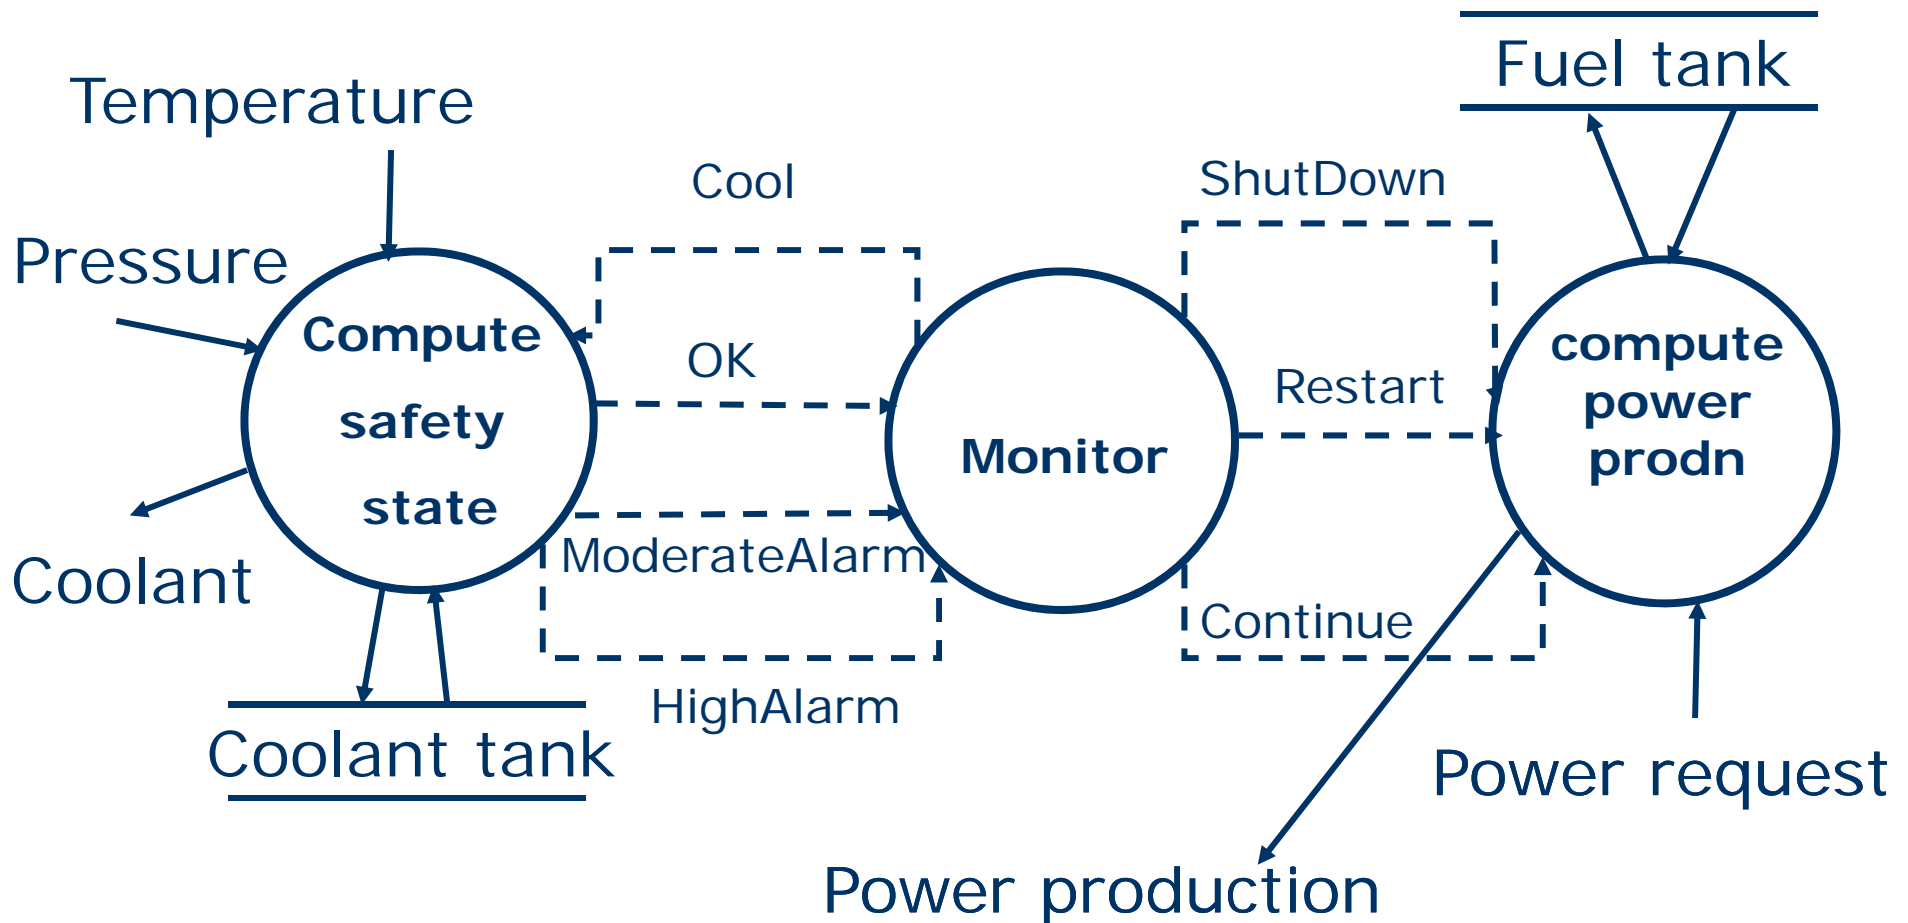 Fuel tank
Temperature
Cool
ShutDown
Pressure
Compute
safety
state
OK
Monitor
Restart
compute
power
prodn
ModerateAlarm
Coolant
Continue
HighAlarm
Coolant tank
Power request
Power production